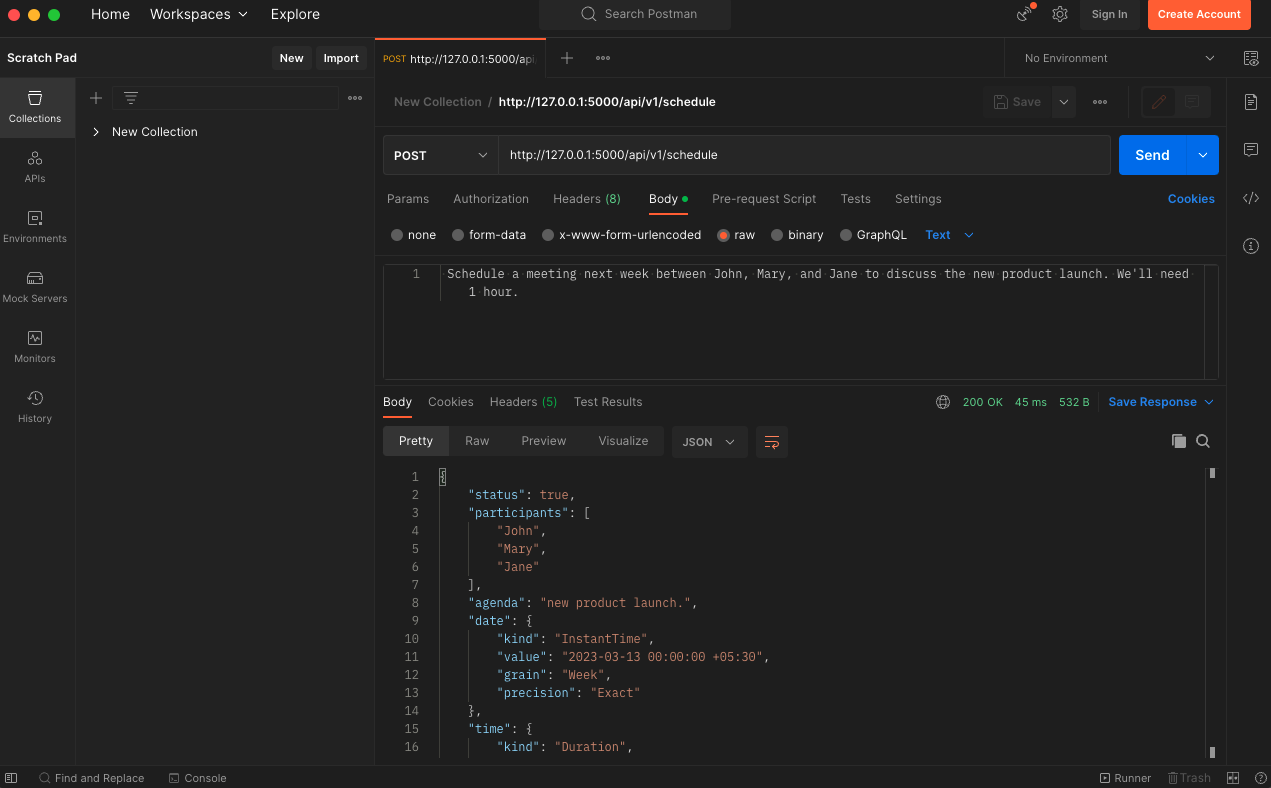 Home Workspaces Explore Search Postman Sign In Create Account
Scratch Pad New Import POST http://127.0.0.1:5000/api No Environment
New Collection / http://127.0.0.1:5000/api/v1/schedule Save
Collections
New Collection
POST http://127.0.0.1:5000/api/v1/schedule Send
APIs
Params Authorization Headers (8) Body Pre-request Script Tests Settings Cookies
Environments
none form-data x-www-form-urlencoded raw binary GraphQL Text
1 Schedule a meeting next week between John, Mary, and Jane to discuss the new product launch. We'll need
1 hour.
Mock Servers
Monitors
History
Body Cookies Headers (5) Test Results 200 OK 45 ms 532 B Save Response
Pretty Raw Preview Visualize JSON
1 {
2 "status": true,
3 "participants": [
4 "John",
5 "Mary",
6 "Jane"
7 ],
8 "agenda": "new product launch.",
9 "date": {
10 "kind": "InstantTime",
11 "value": "2023-03-13 00:00:00 +05:30",
12 "grain": "Week",
13 "precision": "Exact"
14 },
15 "time": {
16 "kind": "Duration",
Find and Replace Console Runner Trash